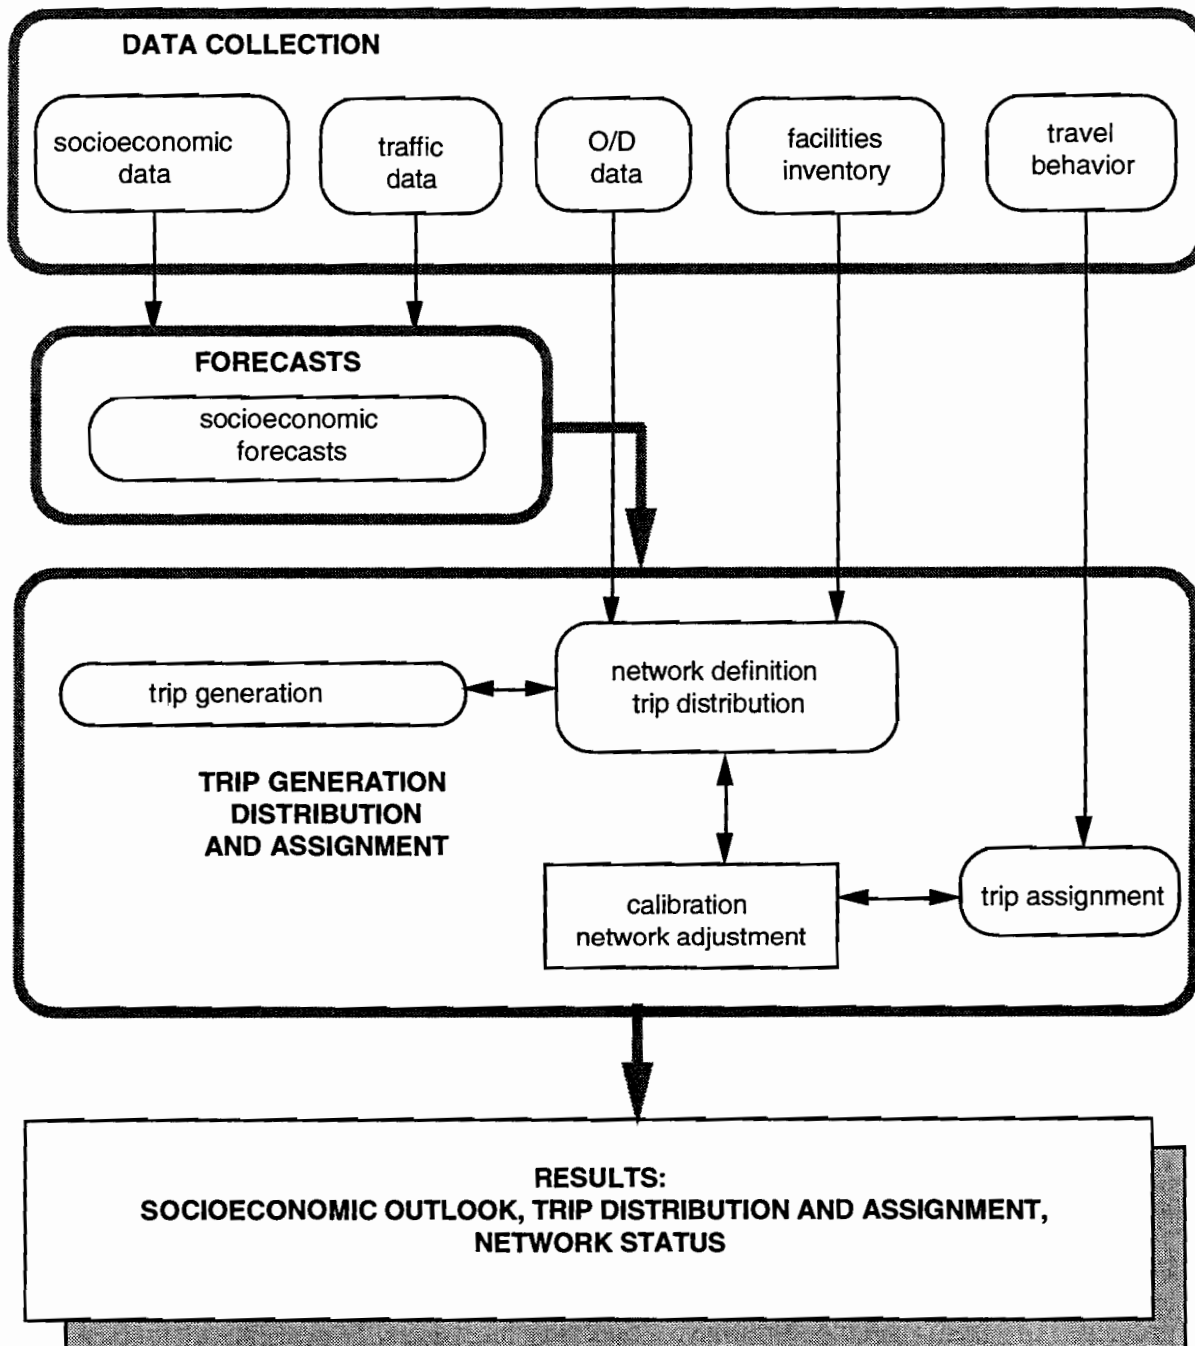 DATA COLLECTION
socioeconomic
data
traffic
data
O/D
data
facilities
inventory
travel
behavior
FORECASTS
socioeconomic
forecasts
network definition
trip distribution
trip generation
TRIP GENERATION
DISTRIBUTION
AND ASSIGNMENT
calibration
network adjustment
trip assignment
RESULTS:
SOCIOECONOMIC OUTLOOK, TRIP DISTRIBUTION AND ASSIGNMENT,
NETWORK STATUS